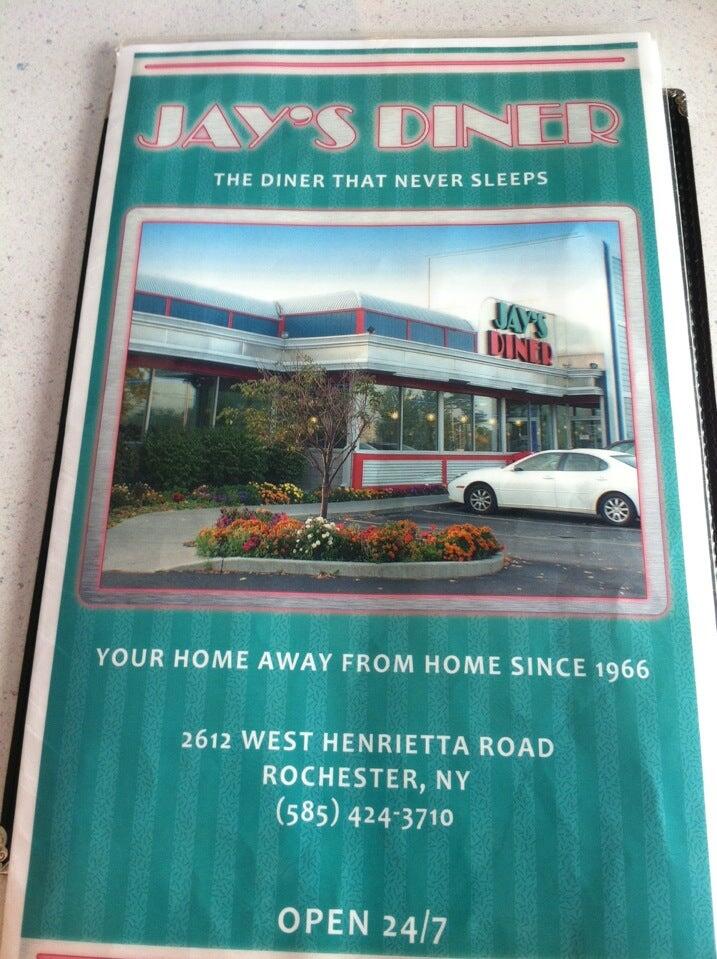 JAY'S DINER
THE DINER THAT NEVER SLEEPS
JAY'S
DINER
YOUR HOME AWAY FROM HOME SINCE 1966
2612 WEST HENRIETTA ROAD
ROCHESTER, NY
(585) 424-3710
OPEN 24/7